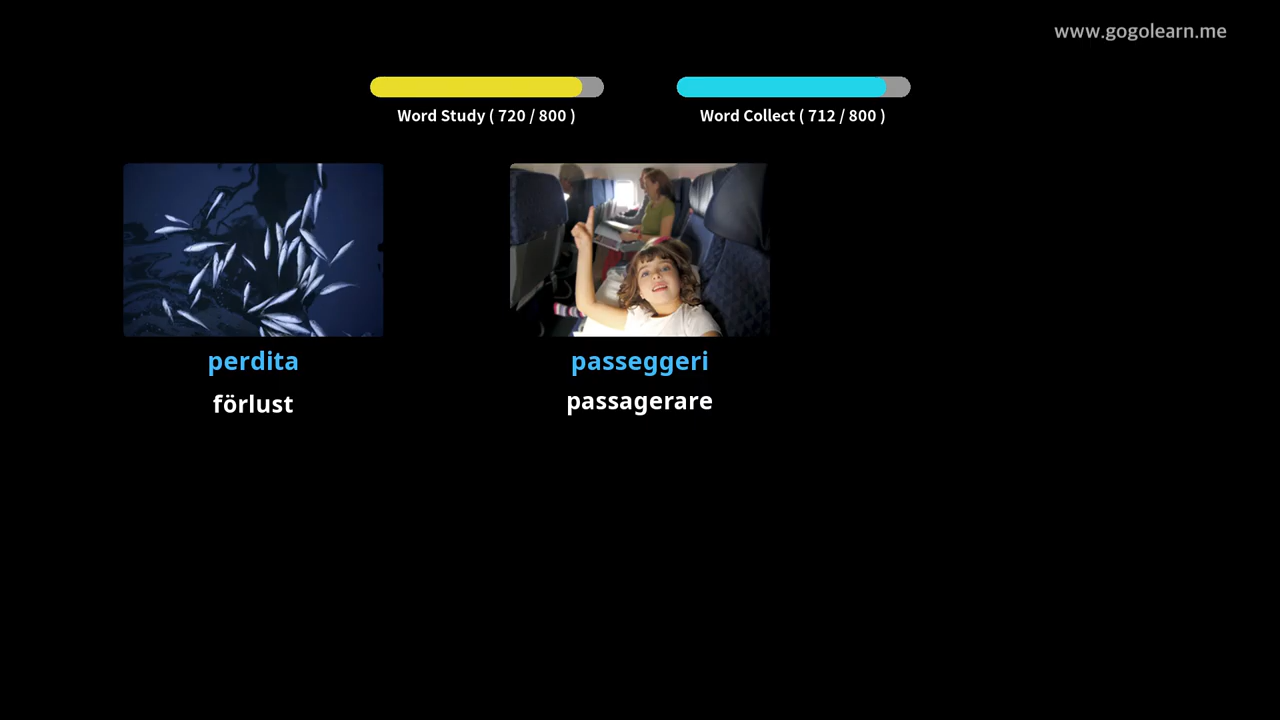 www.gogolearn.me
Word Study ( 720 / 800 )
Word Collect ( 712 / 800 )
perdita
förlust
passeggeri
passagerare